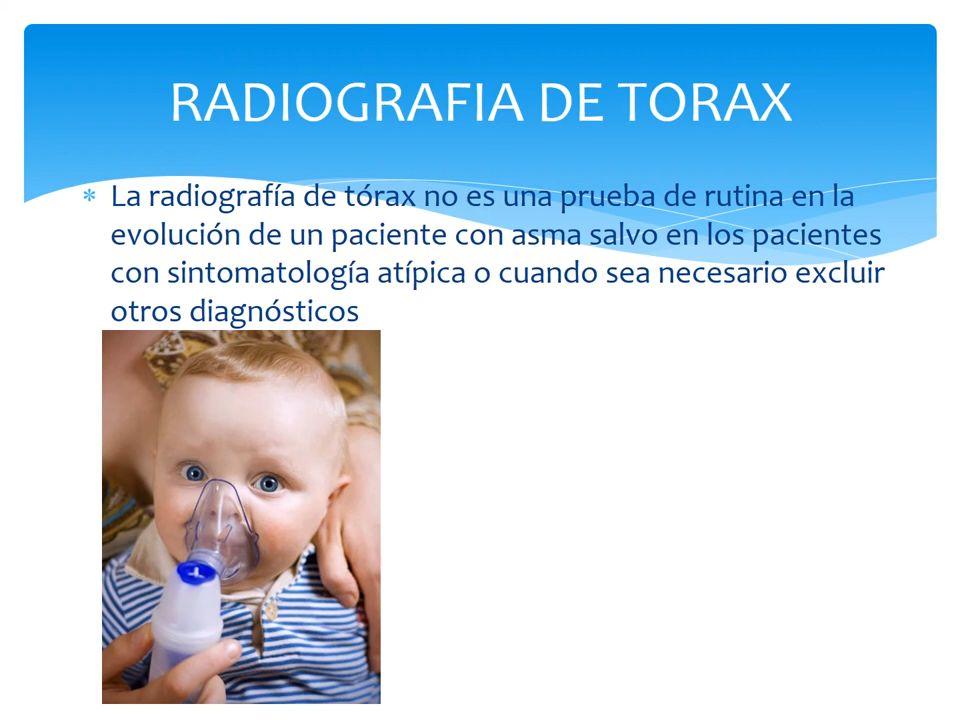 RADIOGRAFIA DE TORAX
La radiografía de tórax no es una prueba de rutina en la
evolución de un paciente con asma salvo en los pacientes
con sintomatología atípica o cuando sea necesario excluir
otros diagnósticos